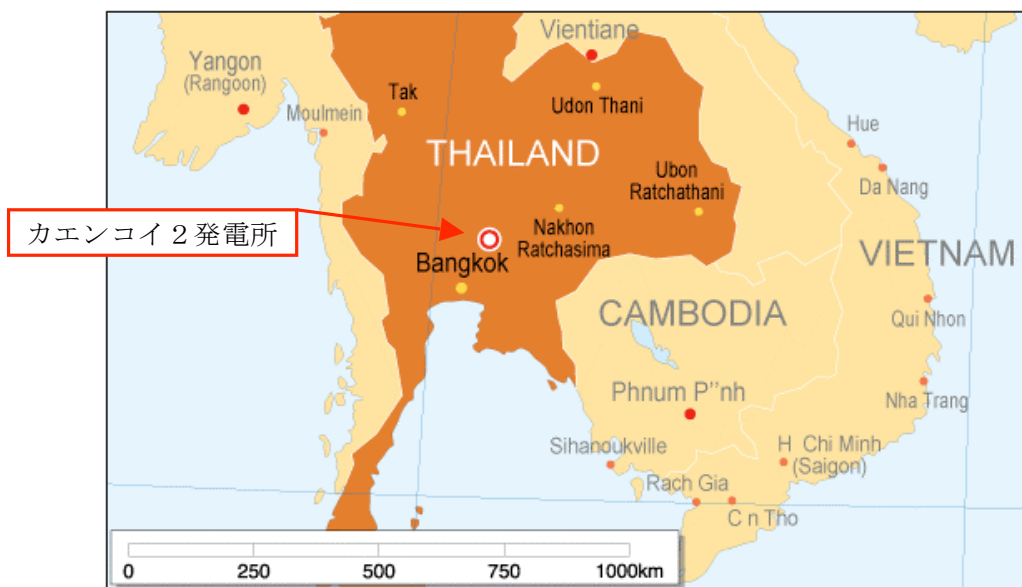 Vientiane
Yangon
(Rangoon)
Tak
Udon Thani
Moulmein
Hue
THAILAND
Ubon
Ratchathani
Da Nang
カエンコイ２発電所
Nakhon
Ratchasima
Bangkok
VIETNAM
CAMBODIA
Qui Nhon
Phnum P"nh
Nha Trang
Sihanoukville
H Chi Minh
(Saigon)
Rach Gia
C n Tho
0 250 500 750 1000km